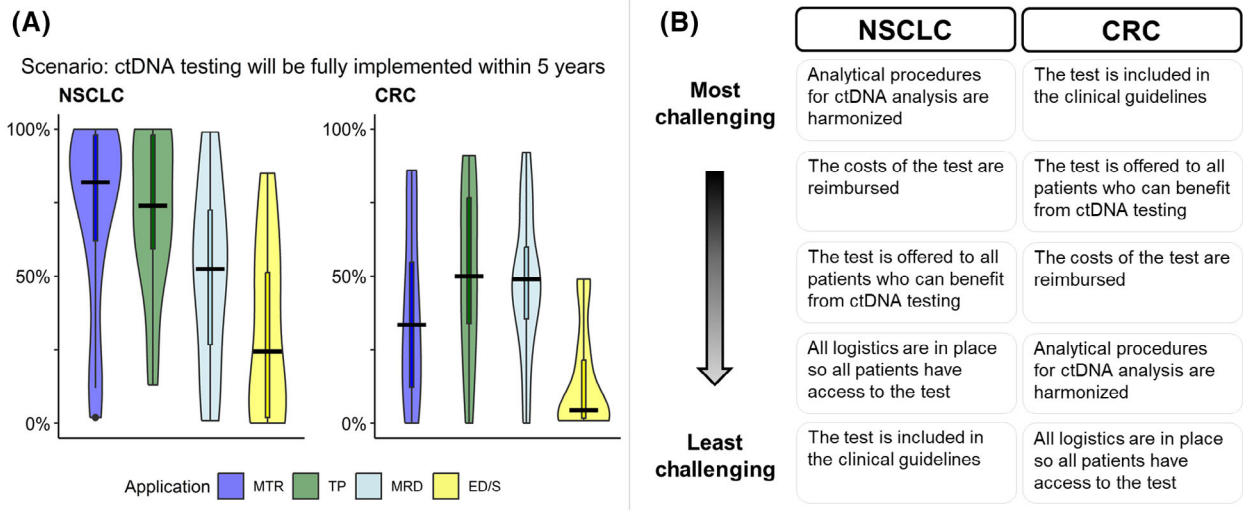 (A)
Scenario: ctDNA testing will be fully implemented within 5 years
NSCLC
100%
50%
0%
CRC
100%
50%
0%
Application
MTR
TP
MRD
ED/S
(B)
NSCLC
CRC
Most
challenging
Least
challenging
Analytical procedures
for ctDNA analysis are
harmonized
The test is included in
the clinical guidelines
The costs of the test are
reimbursed
The test is offered to all
patients who can benefit
from ctDNA testing
The test is offered to all
patients who can benefit
from ctDNA testing
The costs of the test are
reimbursed
All logistics are in place
so all patients have
access to the test
Analytical procedures
for ctDNA analysis are
harmonized
The test is included in
the clinical guidelines
All logistics are in place
so all patients have
access to the test